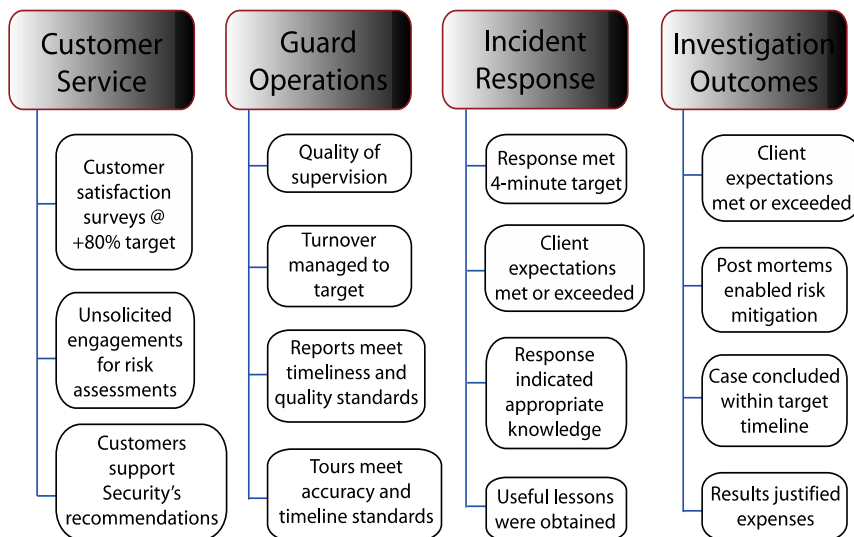 Customer
Service
Customer
satisfaction
surveys @
+80% target
Unsolicited
engagements
for risk
assessments
Customers
support
Security's
recommendations
Guard
Operations
Quality of
supervision
Turnover
managed to
target
Reports meet
timeliness and
quality standards
Tours meet
accuracy and
timeline standards
Incident
Response
Response met
4-minute target
Client
expectations
met or exceeded
Response
indicated
appropriate
knowledge
Useful lessons
were obtained
Investigation
Outcomes
Client
expectations
met or exceeded
Post mortems
enabled risk
mitigation
Case concluded
within target
timeline
Results justified
expenses